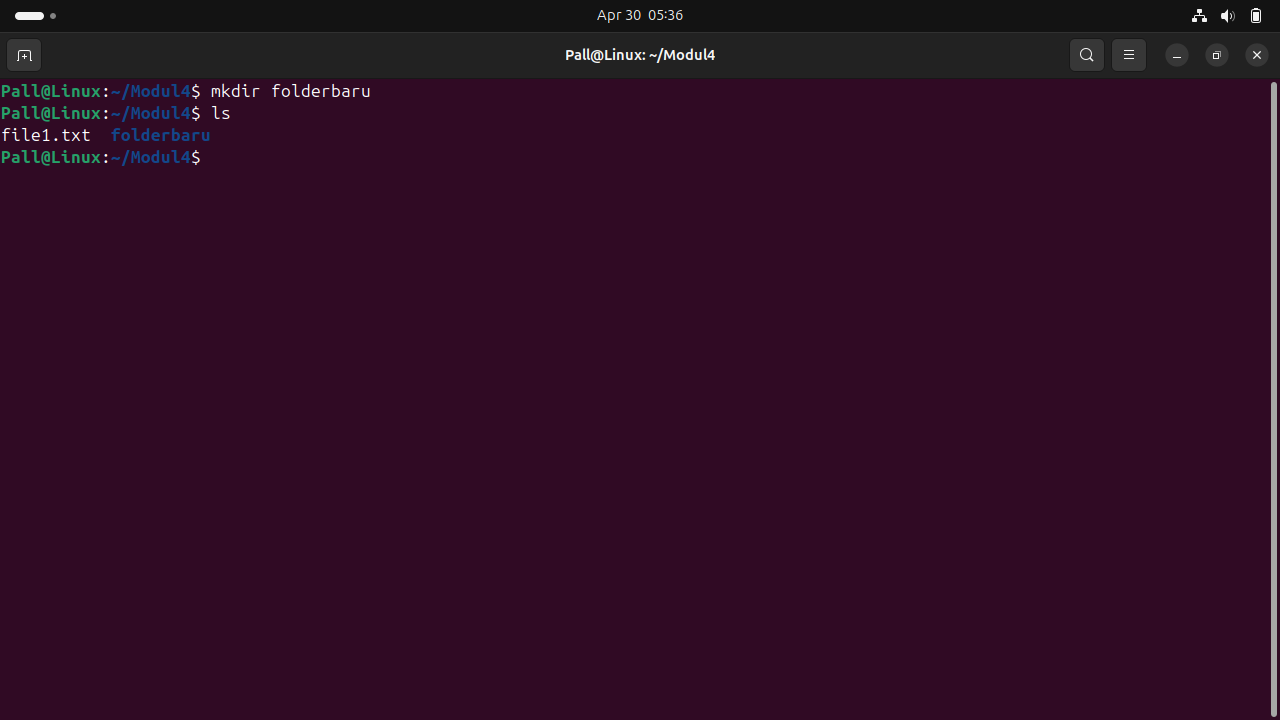 Apr 30 05:36
Pall@Linux: ~/Modul4
Pall@Linux:~/Modul4$ mkdir folderbaru
Pall@Linux:~/Modul4$ ls
file1.txt  folderbaru
Pall@Linux:~/Modul4$